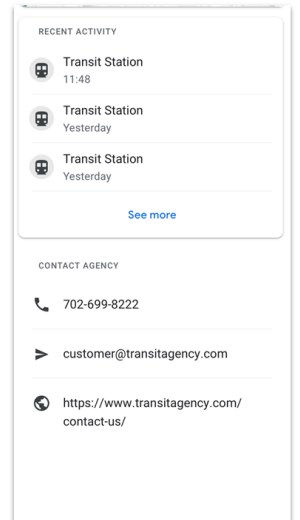 RECENT ACTIVITY
Transit Station
11:48
Transit Station
Yesterday
Transit Station
Yesterday
See more
CONTACT AGENCY
702-699-8222
customer@transitagency.com
https://www.transitagency.com/
contact-us/